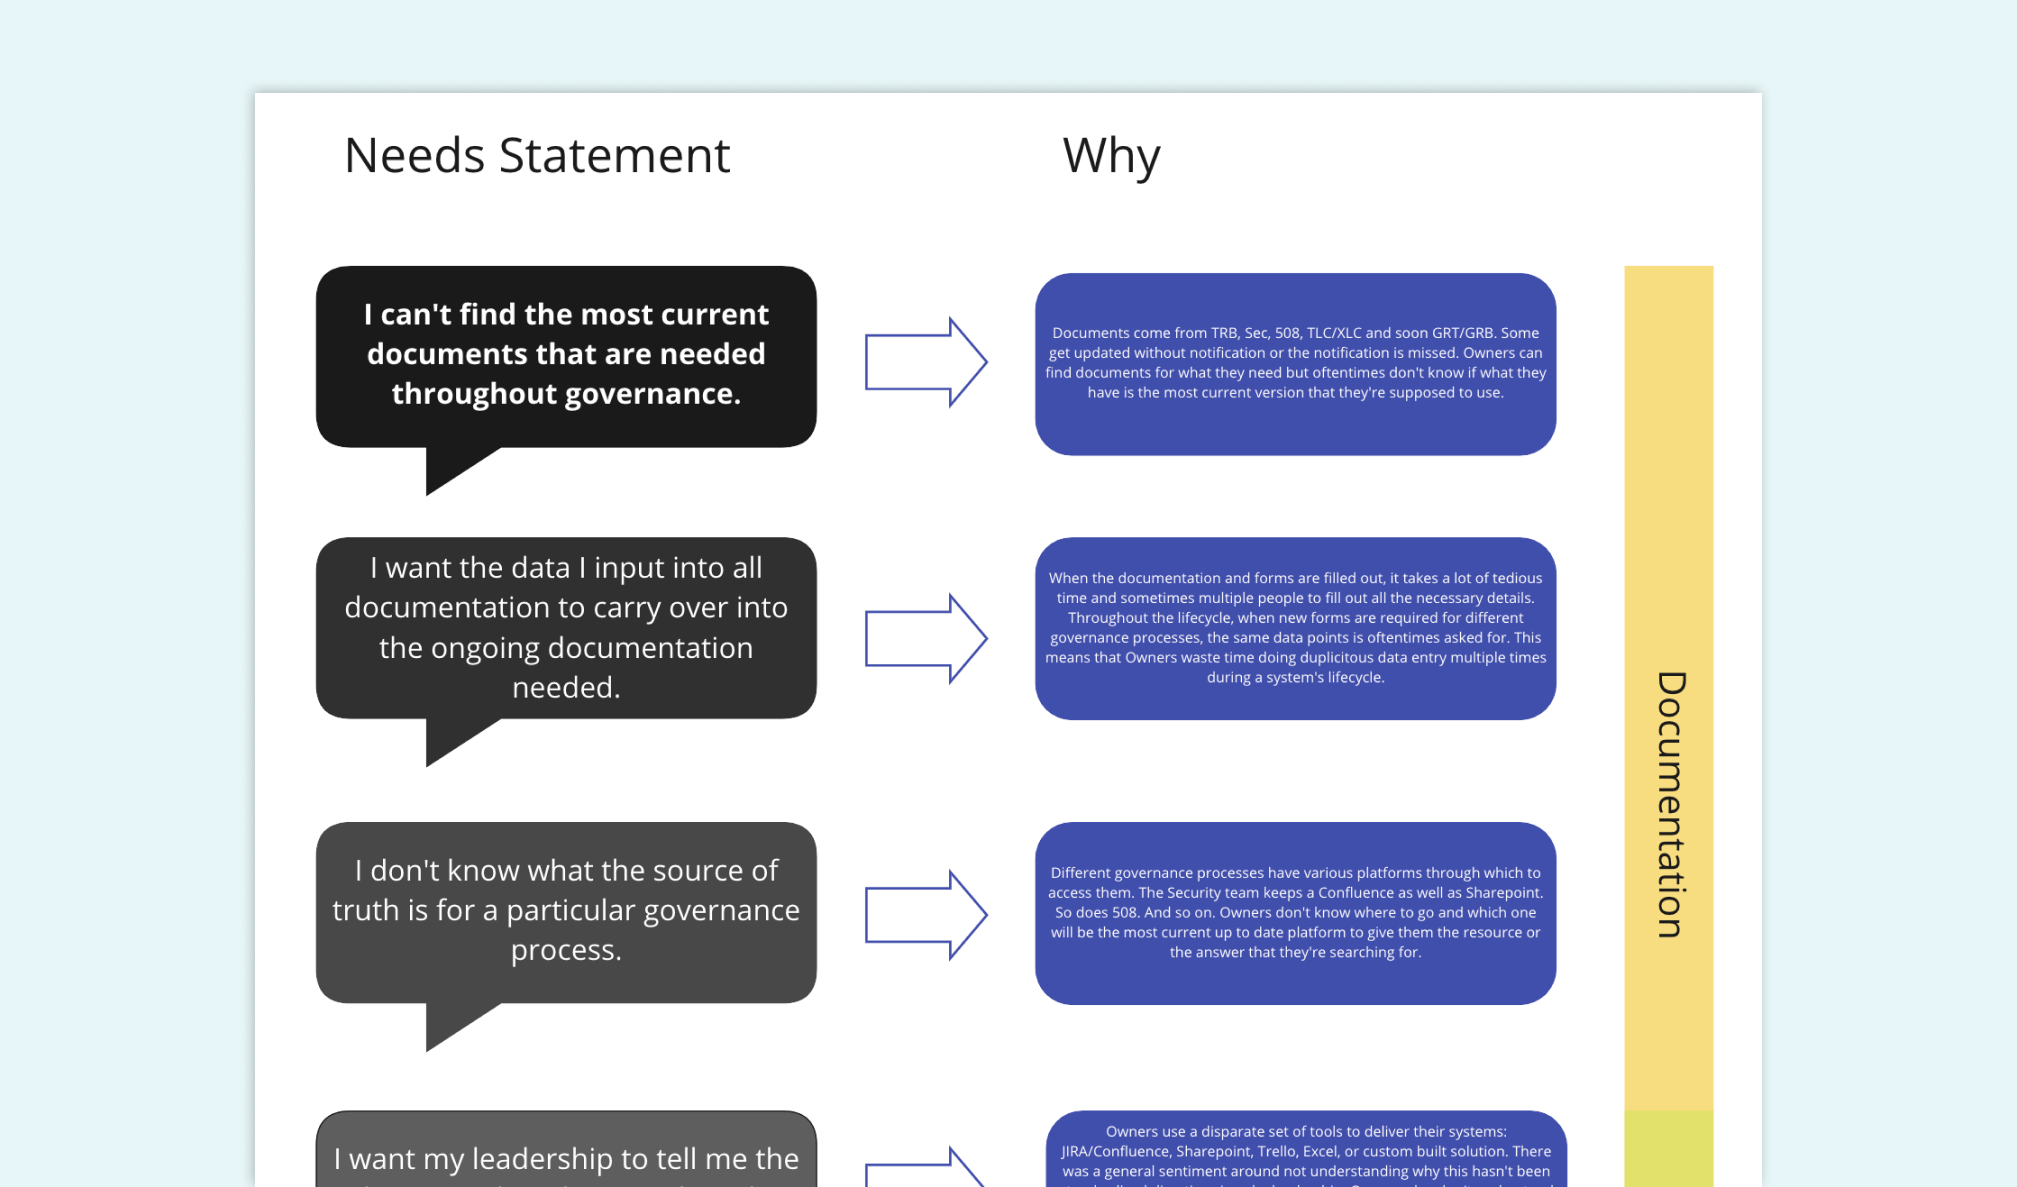 Needs Statement
Why
I can't find the most current
documents that are needed
throughout governance.
Documents come from TRB, Sec, 508, TLC/XLC and soon GRT/GRB. Some
get updated without notification or the notification is missed. Owners can
find documents for what they need but oftentimes don't know if what they
have is the most current version that they're supposed to use.
I want the data I input into all
documentation to carry over into
the ongoing documentation
needed.
When the documentation and forms are filled out, it takes a lot of tedious
time and sometimes multiple people to fill out all the necessary details.
Throughout the lifecycle, when new forms are required for different
governance processes, the same data points is oftentimes asked for. This
means that Owners waste time doing duplicitous data entry multiple times
during a system's lifecycle.
I don't know what the source of
truth is for a particular governance
process.
Different governance processes have various platforms through which to
access them. The Security team keeps a Confluence as well as Sharepoint.
So does 508. And so on. Owners don't know where to go and which one
will be the most current up to date platform to give them the resource or
the answer that they're searching for.
Documentation
I want my leadership to tell me the
Owners use a disparate set of tools to deliver their systems:
JIRA/Confluence, Sharepoint, Trello, Excel, or custom built solution. There
was a general sentiment around not understanding why this hasn't been